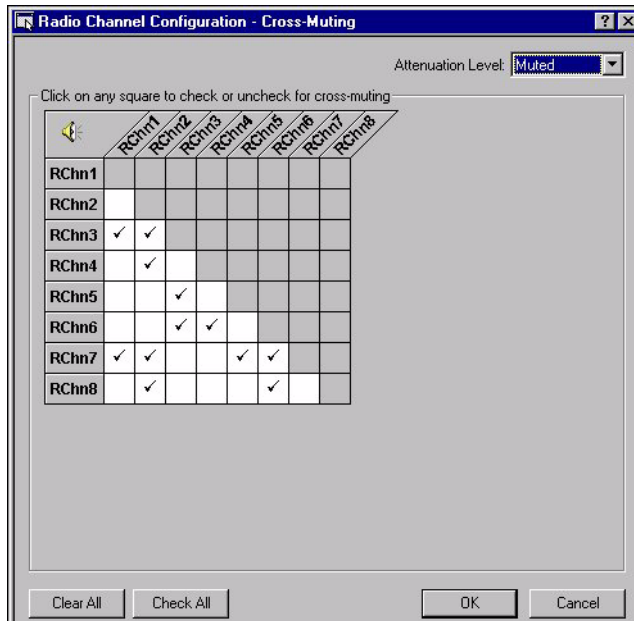 Radio Channel Configuration - Cross-Muting
Attenuation Level: Muted
Click on any square to check or uncheck for cross-muting
RChn1 RChn2 RChn3 RChn4 RChn5 RChn6 RChn7 RChn8
RChn1
RChn2
RChn3
RChn4
RChn5
RChn6
RChn7
RChn8
Clear All Check All OK Cancel